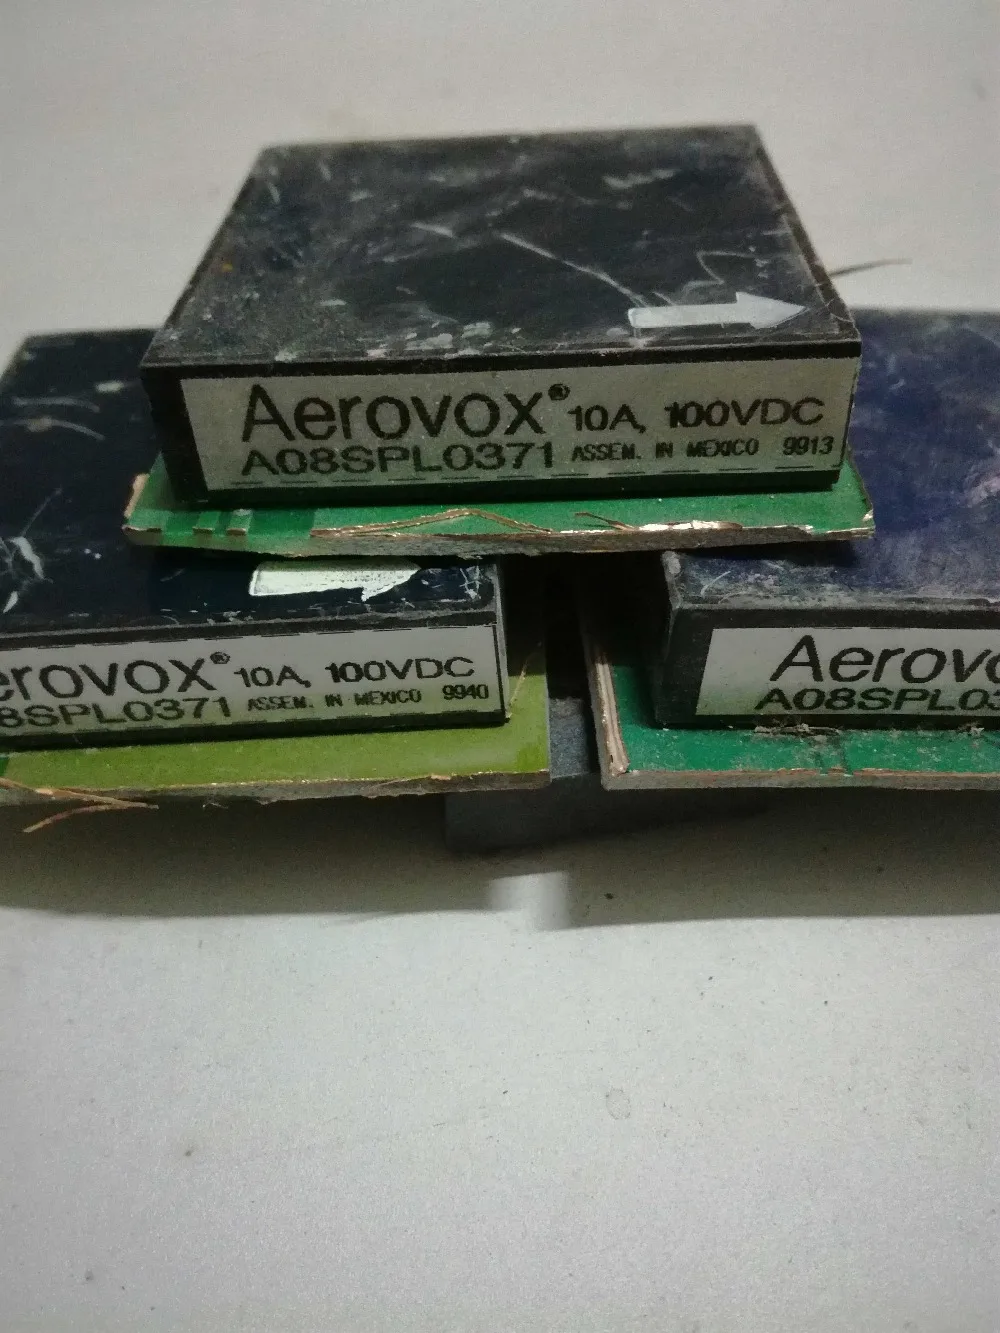 Aerovox® 10A, 100VDC
A08SPL0371 ASSEM. IN MEXICO 9913
erovox® 10A, 100VDC
8SPL0371 ASSEM. IN MEXICO 9940
Aerovo
A08SPL03